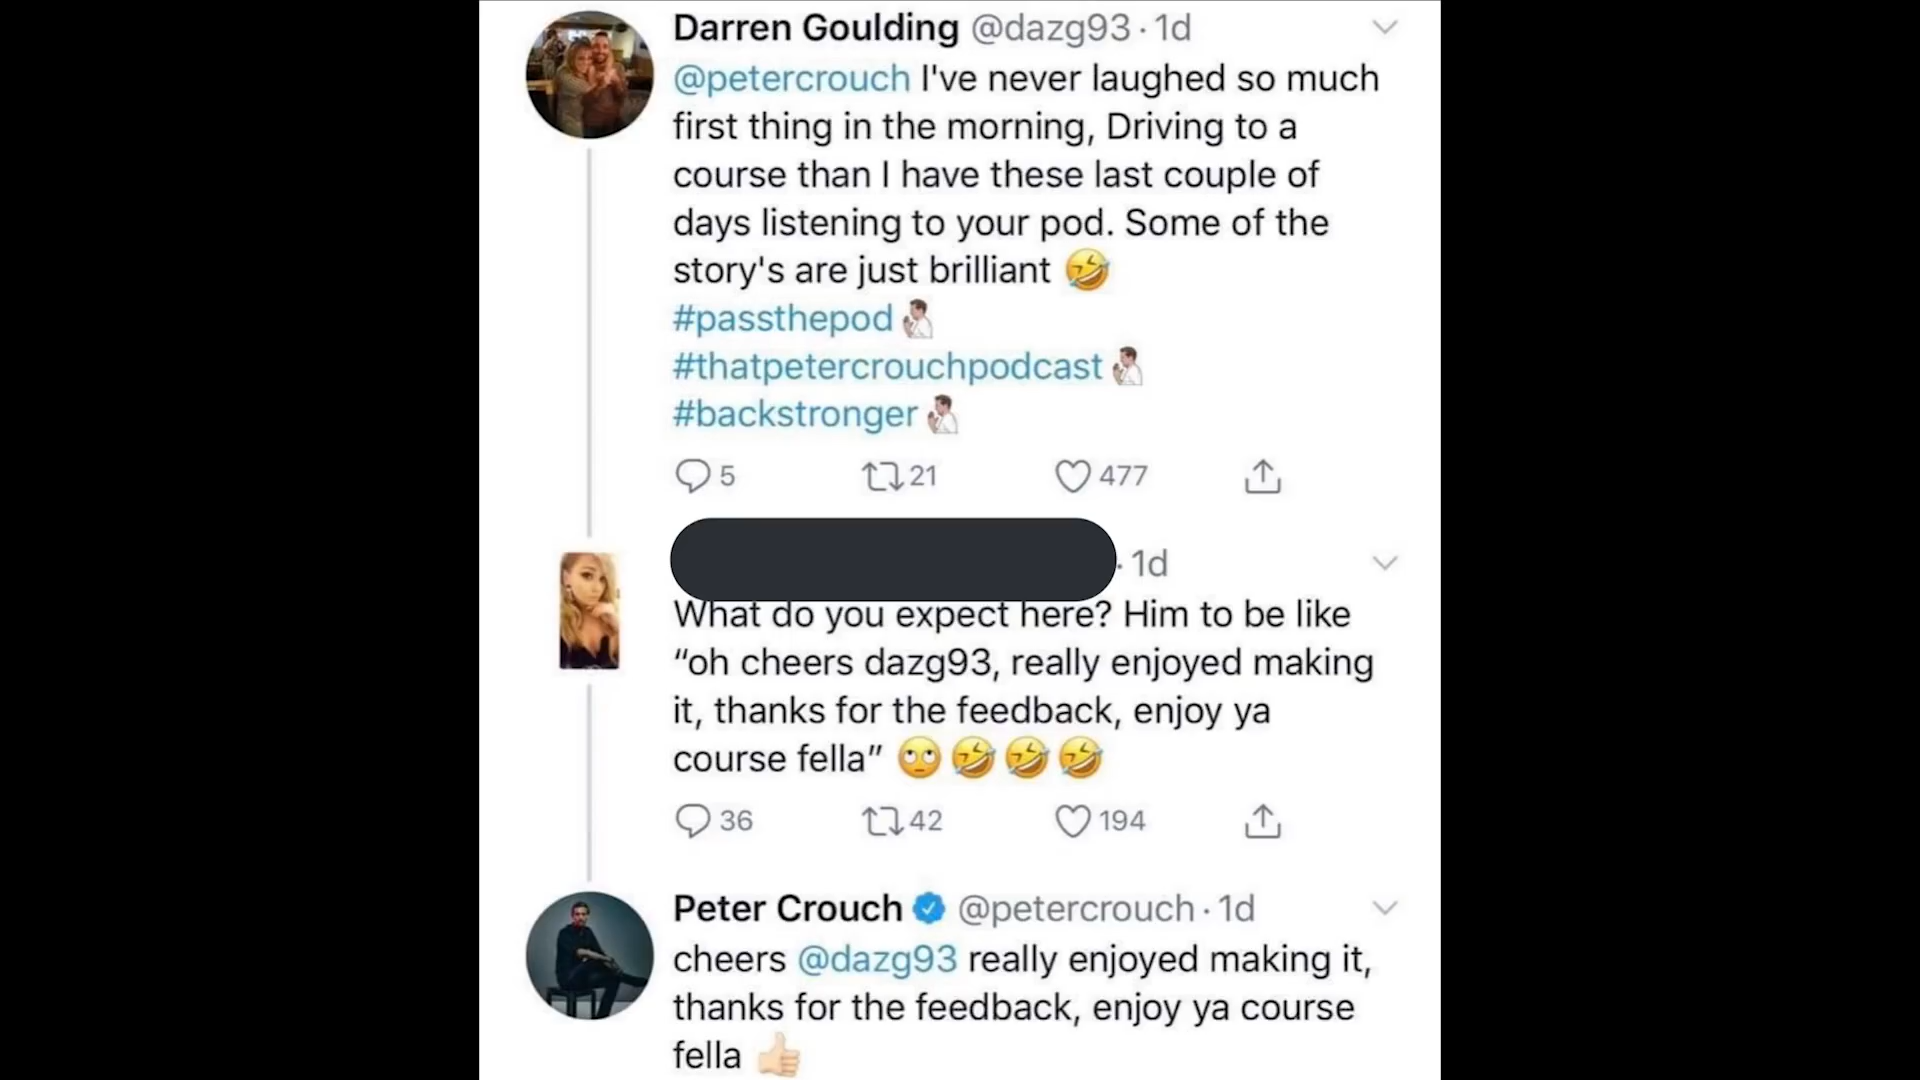 Darren Goulding @dazg93 · 1d
@petercrouch I've never laughed so much
first thing in the morning, Driving to a
course than I have these last couple of
days listening to your pod. Some of the
story's are just brilliant 🤣
#passthepod
#thatpetercrouchpodcast
#backstronger
5 21 477
· 1d
What do you expect here? Him to be like
“oh cheers dazg93, really enjoyed making
it, thanks for the feedback, enjoy ya
course fella” 🙄🤣🤣🤣
36 42 194
Peter Crouch @petercrouch · 1d
cheers @dazg93 really enjoyed making it,
thanks for the feedback, enjoy ya course
fella 👍🏻